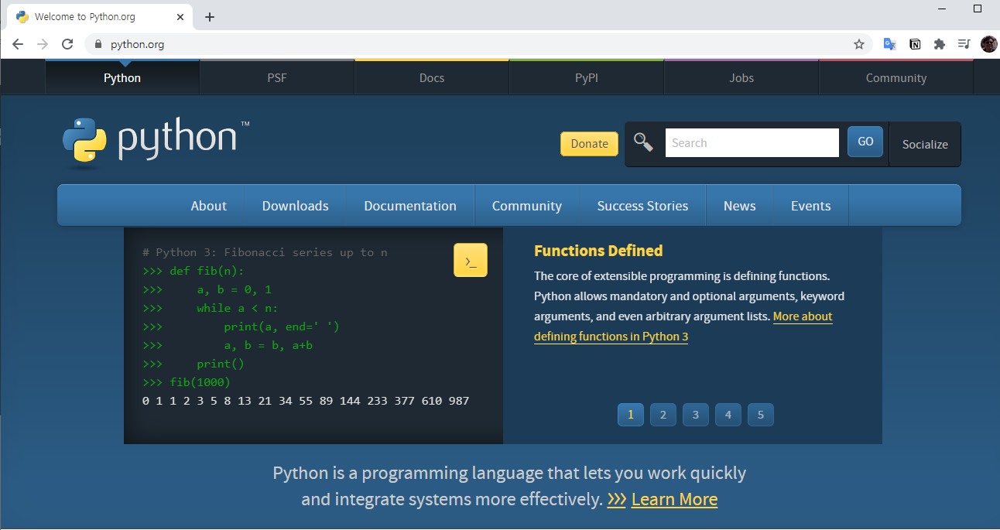 Welcome to Python.org
python.org
Python PSF Docs PyPI Jobs Community
python™
Donate Search GO Socialize
About Downloads Documentation Community Success Stories News Events
# Python 3: Fibonacci series up to n
>>> def fib(n):
>>>     a, b = 0, 1
>>>     while a < n:
>>>         print(a, end=' ')
>>>         a, b = b, a+b
>>>     print()
>>> fib(1000)
0 1 1 2 3 5 8 13 21 34 55 89 144 233 377 610 987
>_
Functions Defined
The core of extensible programming is defining functions.
Python allows mandatory and optional arguments, keyword
arguments, and even arbitrary argument lists. More about
defining functions in Python 3
1 2 3 4 5
Python is a programming language that lets you work quickly
and integrate systems more effectively. >>> Learn More